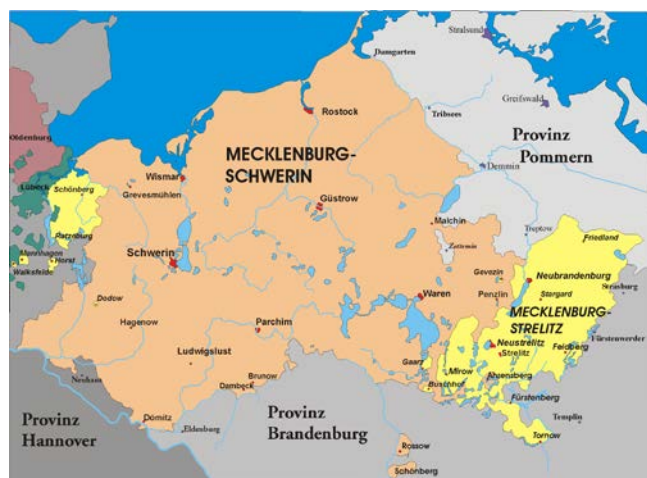 Stralsund
Damgarten
Greifswald
Tribsees
Rostock
Provinz
Pommern
Oldenburg
MECKLENBURG-
SCHWERIN
Demmin
Lübeck
Schönberg
Wismar
Grevesmühlen
Güstrow
Malchin
Treptow
Friedland
Ratzeburg
Zettemin
Mannhagen
Horst
Walksfelde
Schwerin
Gevezin
Neubrandenburg
Waren
Penzlin
Stargard
Strasburg
Dodow
MECKLENBURG-
STRELITZ
Hagenow
Parchim
Fürstenwerder
Neustrelitz
Strelitz
Feldberg
Ludwigslust
Gaarz
Mirow
Ahrensberg
Neuhaus
Brunow
Dambeck
Buschhof
Fürstenberg
Provinz
Hannover
Dömitz
Eldenburg
Provinz
Brandenburg
Templin
Tornow
Rossow
Schönberg